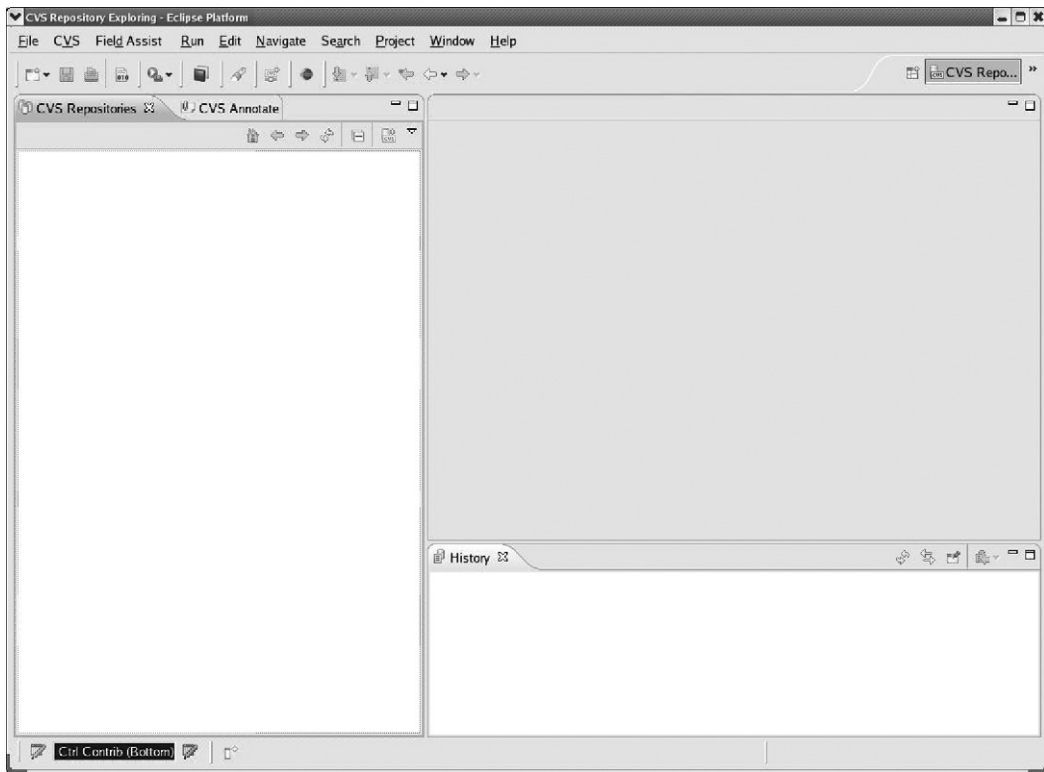 CVS Repository Exploring - Eclipse Platform
File CVS Field Assist Run Edit Navigate Search Project Window Help
CVS Repo... »
CVS Repositories CVS Annotate
History
Ctrl Contrib (Bottom)